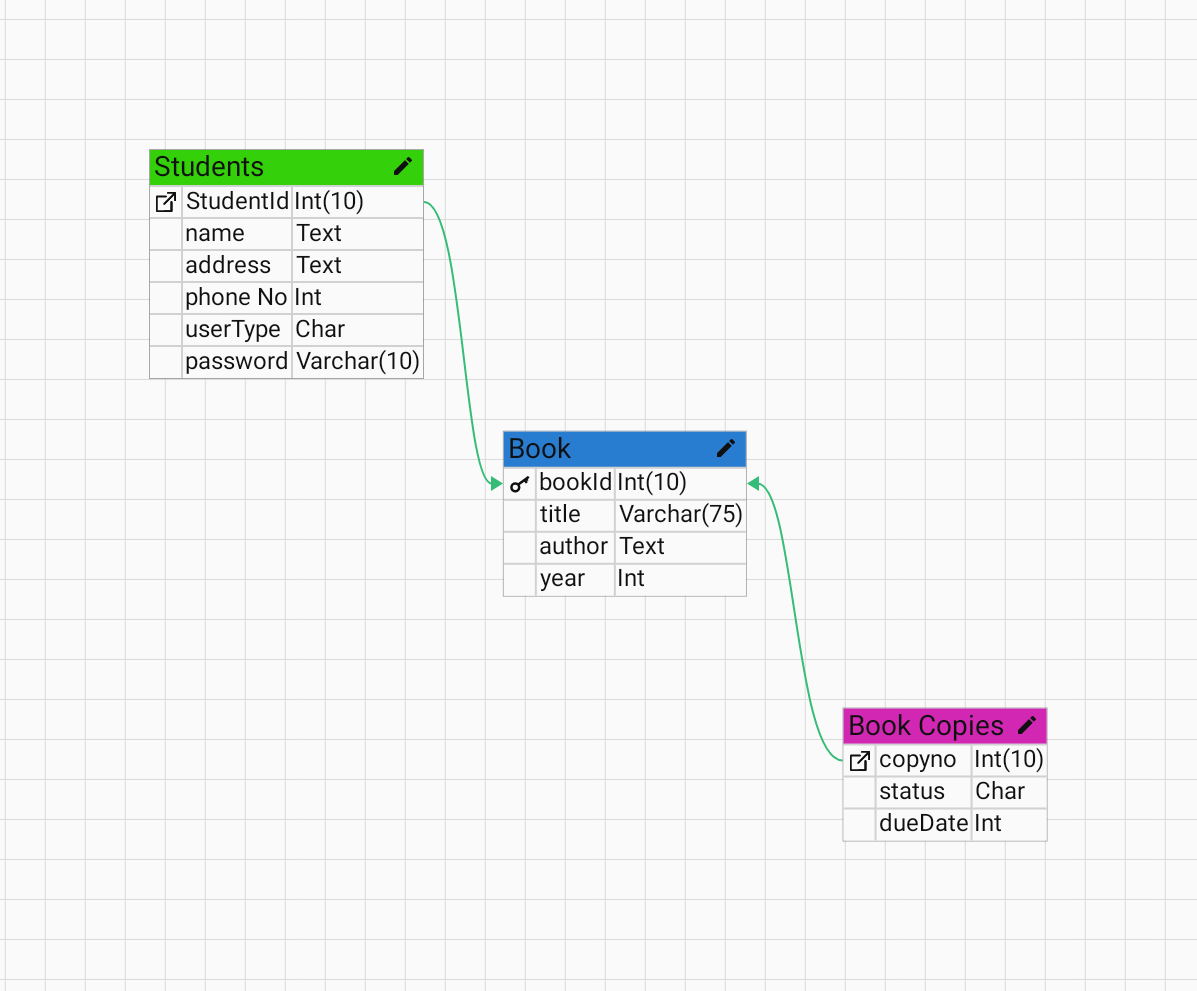 Students
StudentId Int(10)
name Text
address Text
phone No Int
userType Char
password Varchar(10)
Book
bookId Int(10)
title Varchar(75)
author Text
year Int
Book Copies
copyno Int(10)
status Char
dueDate Int